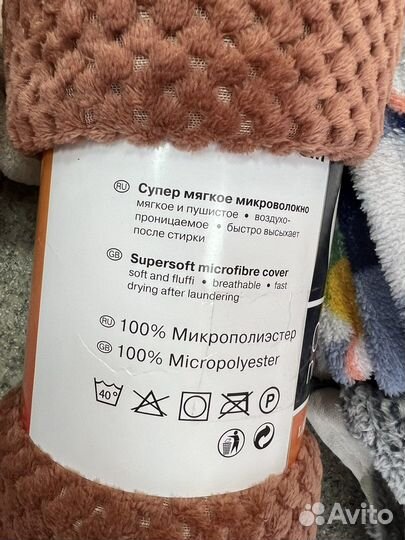 RU Супер мягкое микроволокно
мягкое и пушистое • воздухо-
проницаемое • быстро высыхает
после стирки
GB Supersoft microfibre cover
soft and fluffi • breathable • fast
drying after laundering
RU 100% Микрополиэстер
GB 100% Micropolyester
40° P
Avito